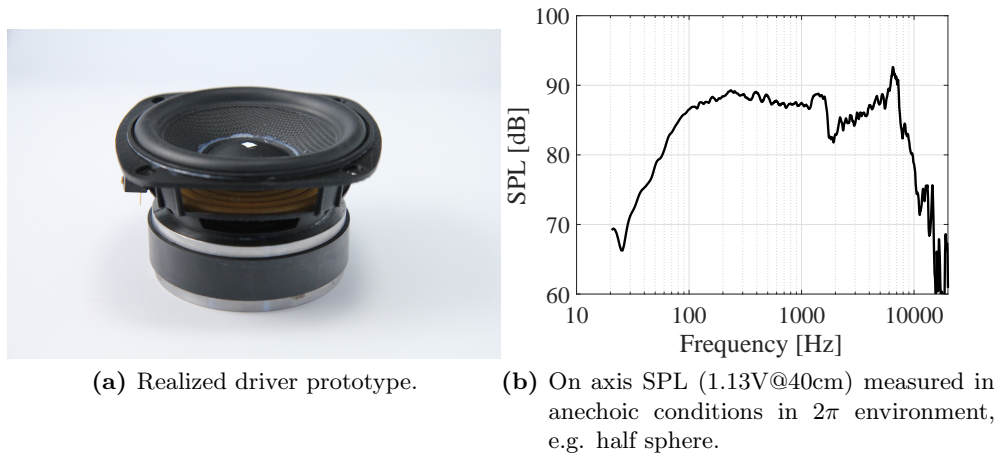 100
90
80
70
60
SPL [dB]
10 100 1000 10000
Frequency [Hz]
(a) Realized driver prototype.
(b) On axis SPL (1.13V@40cm) measured in
anechoic conditions in 2π environment,
e.g. half sphere.